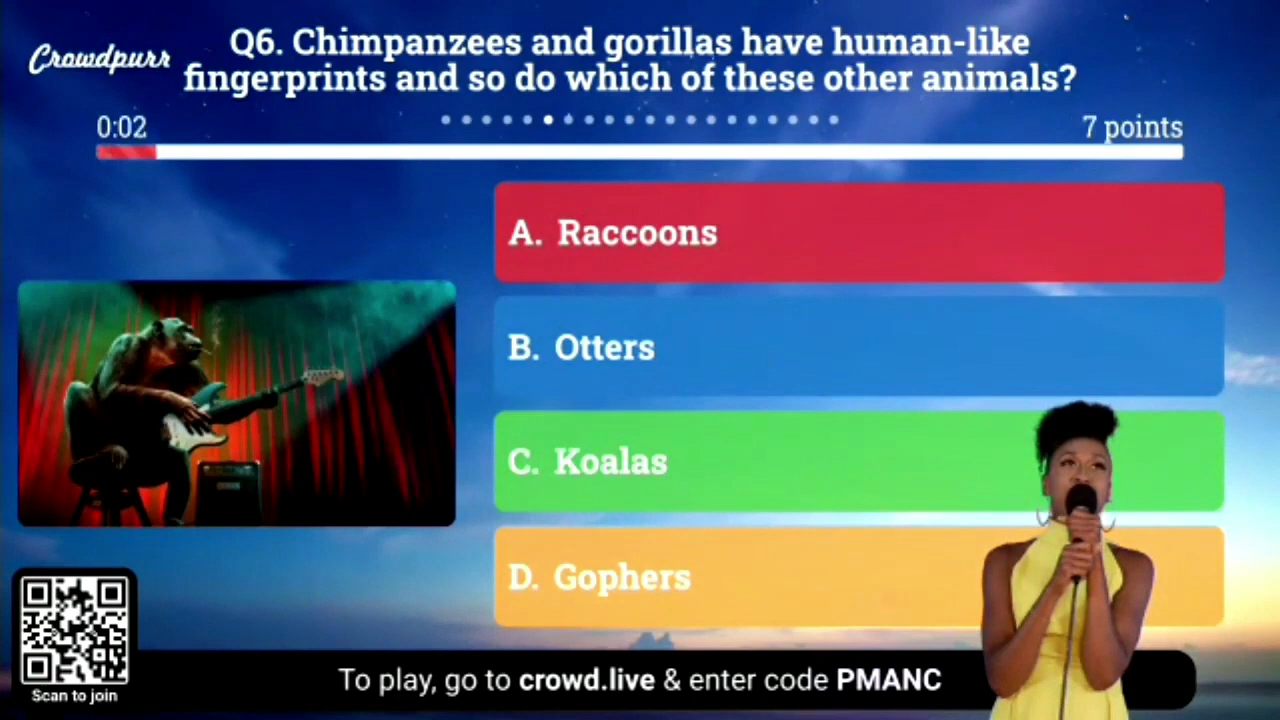 Crowdpurr
Q6. Chimpanzees and gorillas have human-like
fingerprints and so do which of these other animals?
0:02
7 points
A. Raccoons
B. Otters
C. Koalas
D. Gophers
Scan to join
To play, go to crowd.live & enter code PMANC